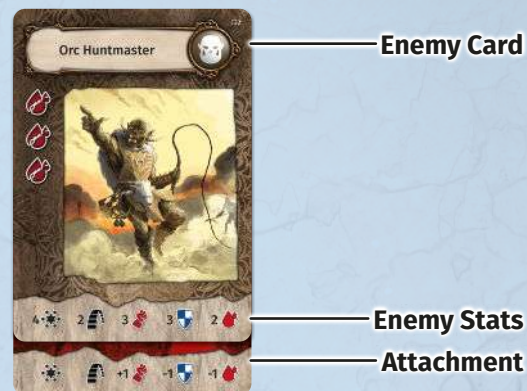 Orc Huntmaster
Enemy Card
4 2 3 3 2
Enemy Stats
+1 -1 -1
Attachment